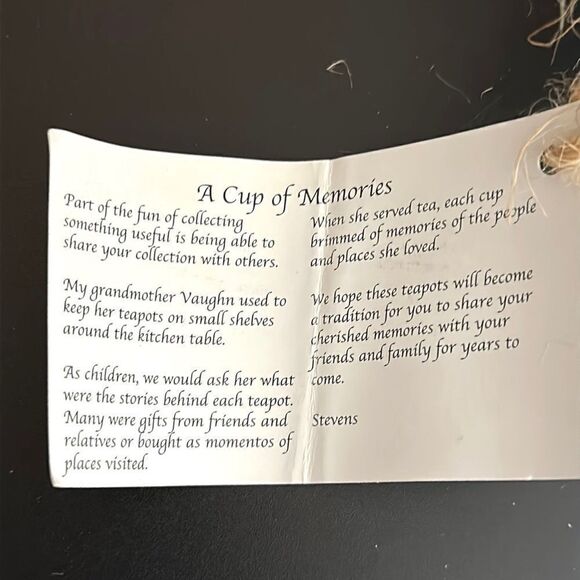 A Cup of Memories
Part of the fun of collecting
something useful is being able to
share your collection with others.
My grandmother Vaughn used to
keep her teapots on small shelves
around the kitchen table.
As children, we would ask her what
were the stories behind each teapot.
Many were gifts from friends and
relatives or bought as momentos of
places visited.
When she served tea, each cup
brimmed of memories of the people
and places she loved.
We hope these teapots will become
a tradition for you to share your
cherished memories with your
friends and family for years to
come.
Stevens